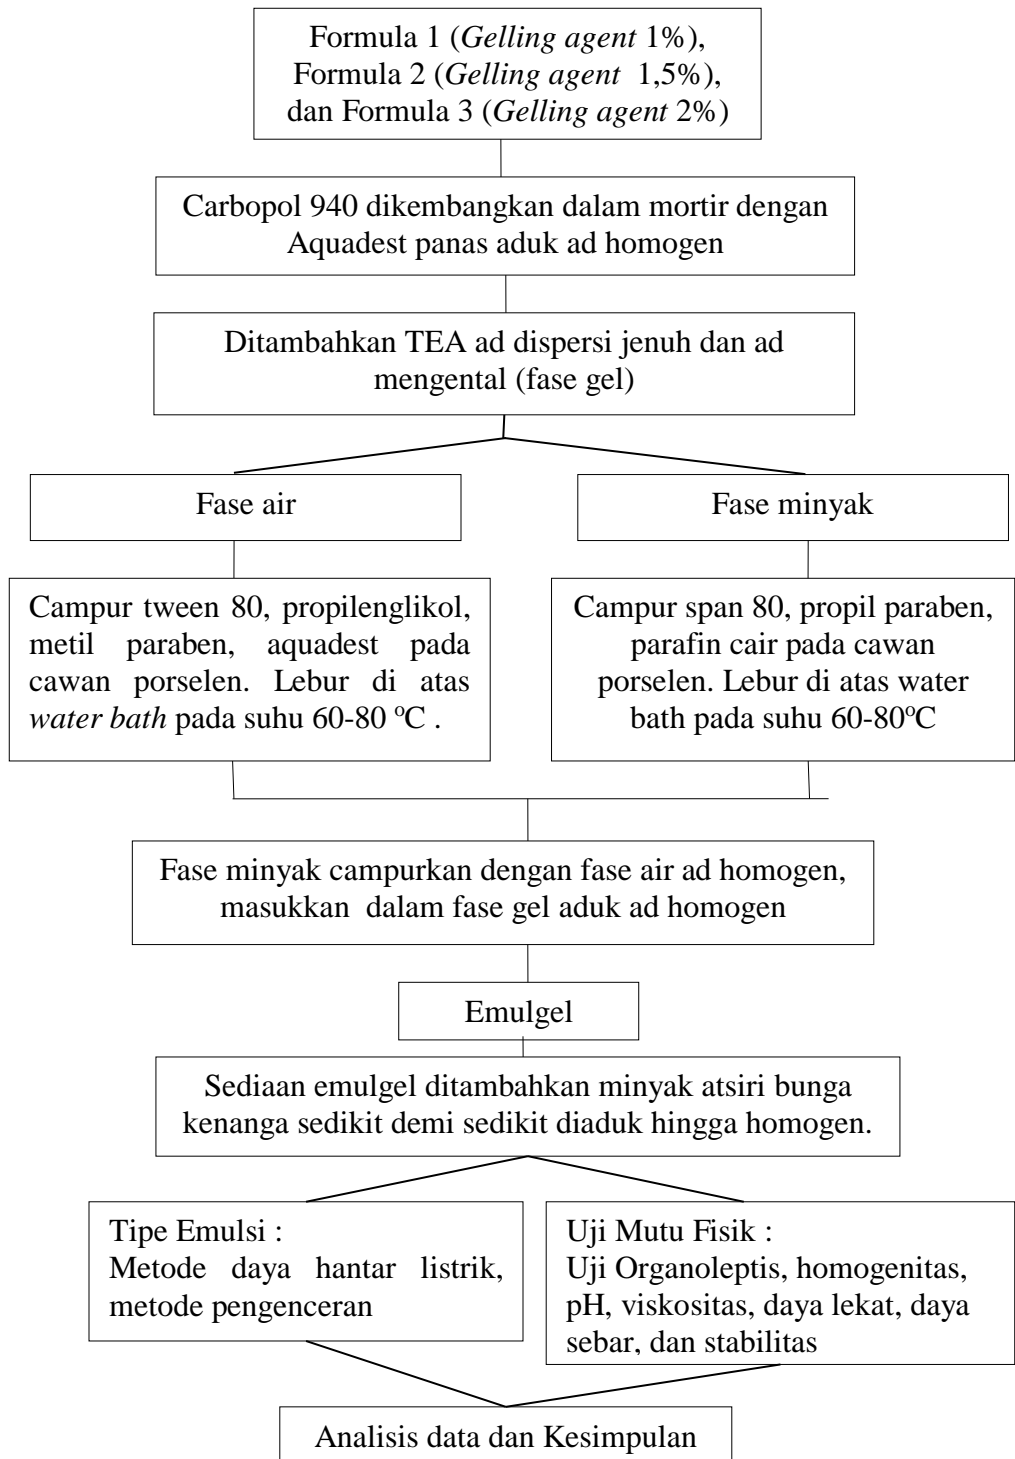 Formula 1 (Gelling agent 1%),
Formula 2 (Gelling agent 1,5%),
dan Formula 3 (Gelling agent 2%)
Carbopol 940 dikembangkan dalam mortir dengan
Aquadest panas aduk ad homogen
Ditambahkan TEA ad dispersi jenuh dan ad
mengental (fase gel)
Fase air
Fase minyak
Campur tween 80, propilenglikol,
metil paraben, aquadest pada
cawan porselen. Lebur di atas
water bath pada suhu 60-80 ºC .
Campur span 80, propil paraben,
parafin cair pada cawan
porselen. Lebur di atas water
bath pada suhu 60-80ºC
Fase minyak campurkan dengan fase air ad homogen,
masukkan dalam fase gel aduk ad homogen
Emulgel
Sediaan emulgel ditambahkan minyak atsiri bunga
kenanga sedikit demi sedikit diaduk hingga homogen.
Tipe Emulsi :
Metode daya hantar listrik,
metode pengenceran
Uji Mutu Fisik :
Uji Organoleptis, homogenitas,
pH, viskositas, daya lekat, daya
sebar, dan stabilitas
Analisis data dan Kesimpulan